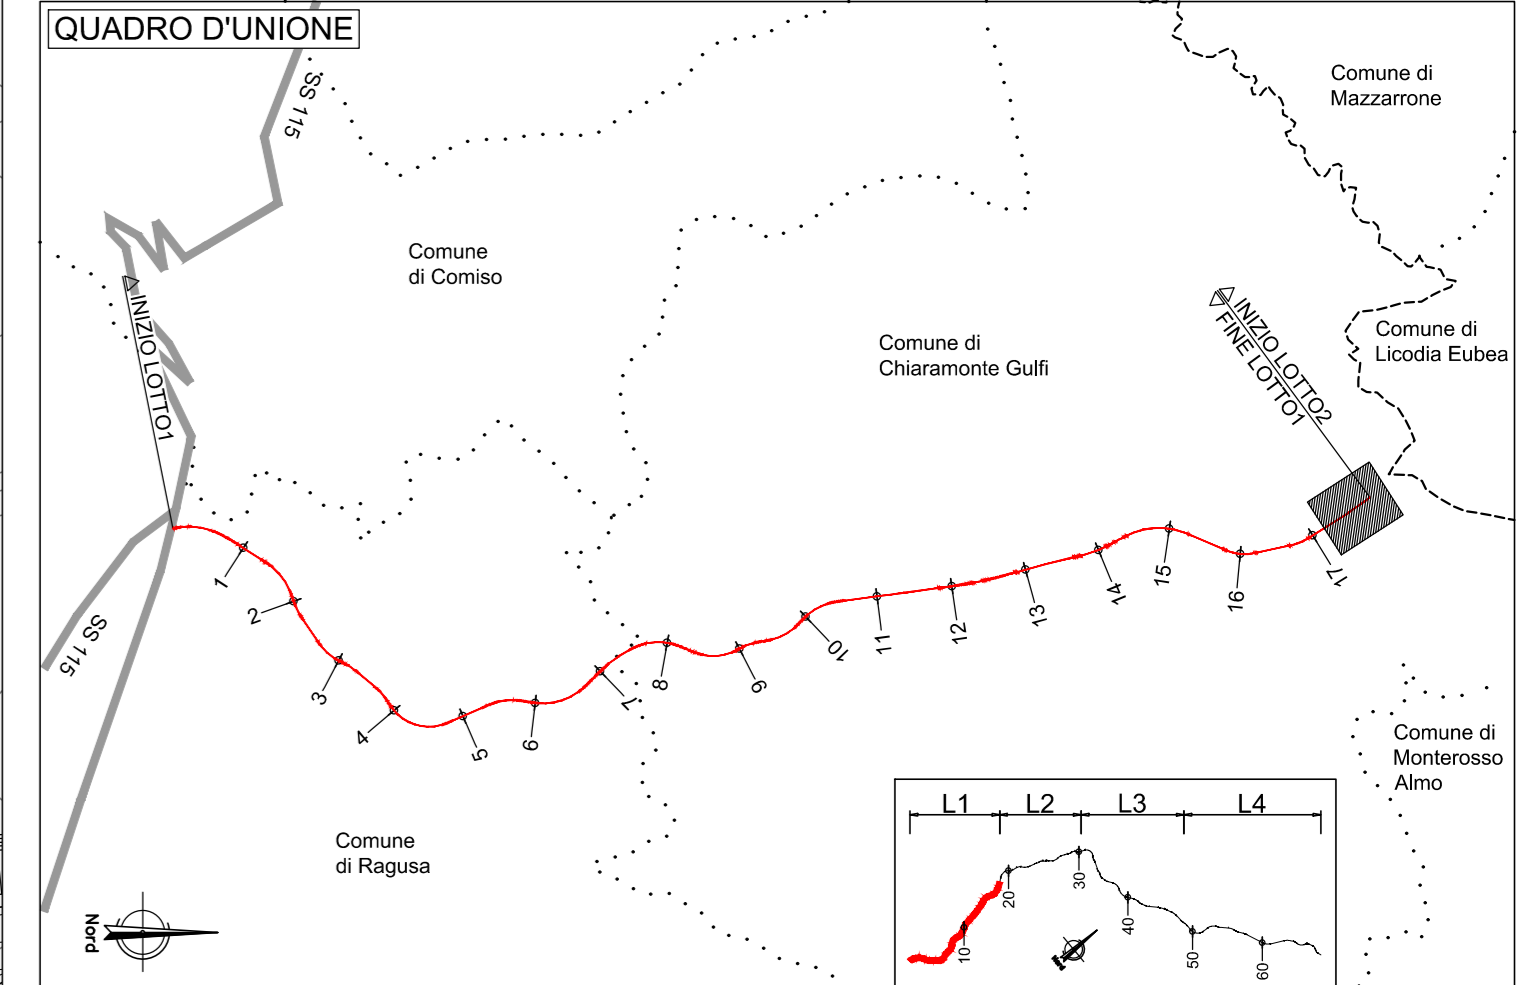 QUADRO D'UNIONE
SS 115
Comune di
Mazzarrone
Comune
di Comiso
INIZIO LOTTO1
Comune di
Chiaramonte Gulfi
INIZIO LOTTO2
FINE LOTTO1
Comune di
Licodia Eubea
SS 115
1
2
3
4
5
6
7
8
9
10
11
12
13
14
15
16
17
Comune di
Monterosso
Almo
Comune
di Ragusa
Nord
L1
L2
L3
L4
10
20
30
40
50
60